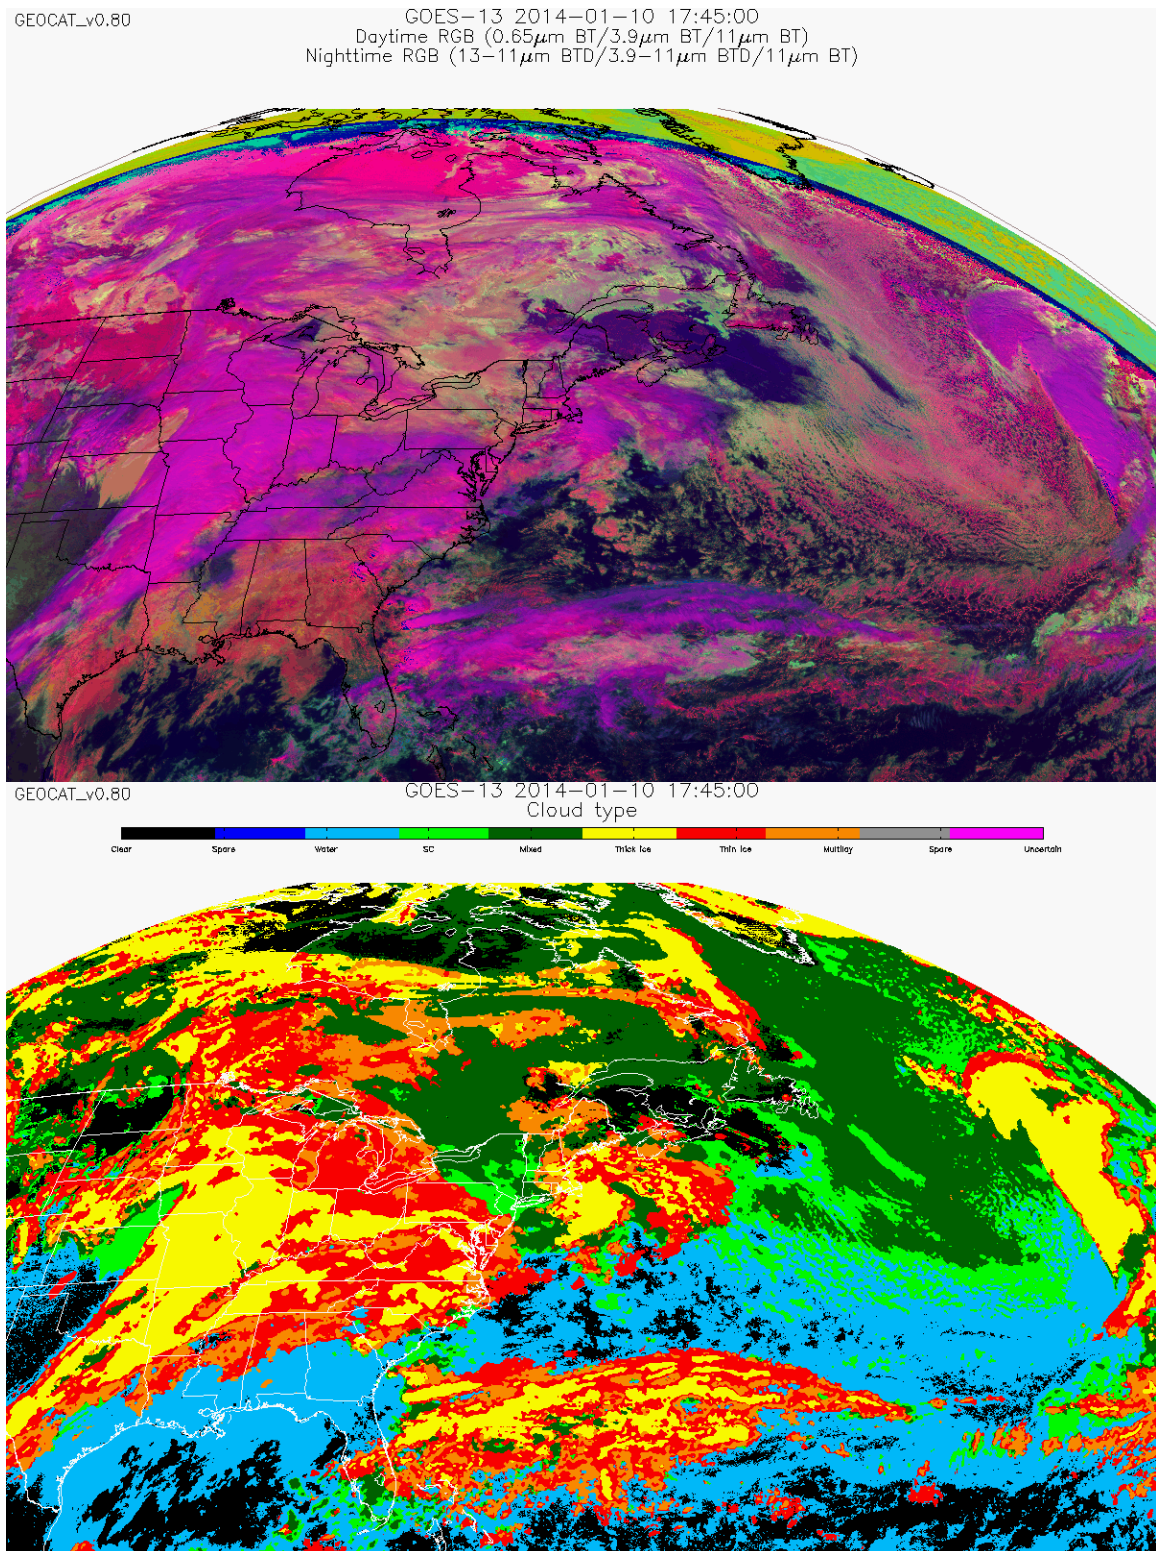 GEOCAT_v0.80
GOES-13 2014-01-10 17:45:00
Daytime RGB (0.65μm BT/3.9μm BT/11μm BT)
Nighttime RGB (13-11μm BTD/3.9-11μm BTD/11μm BT)
GEOCAT_v0.80
GOES-13 2014-01-10 17:45:00
Cloud type
Clear Spare Water SC Mixed Thick Ice Thin Ice Multilay Spare Uncertain